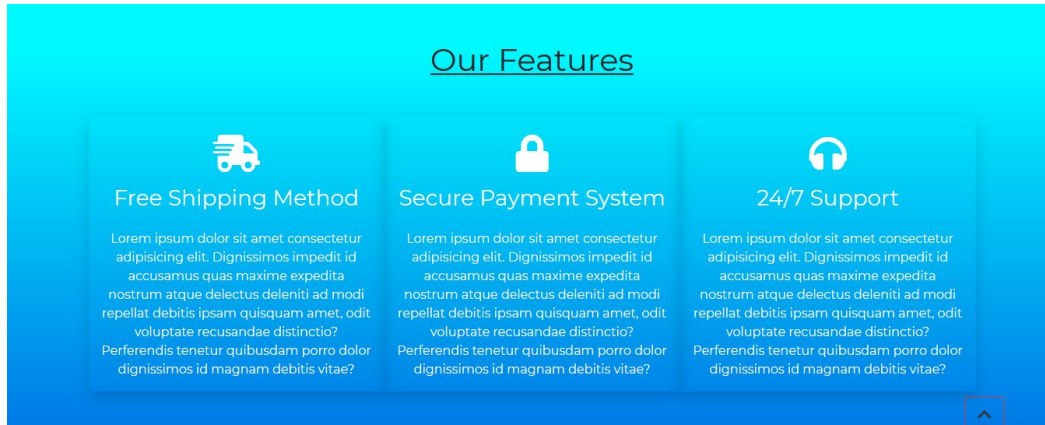 Our Features
Free Shipping Method
Lorem ipsum dolor sit amet consectetur
adipisicing elit. Dignissimos impedit id
accusamus quas maxime expedita
nostrum atque delectus deleniti ad modi
repellat debitis ipsam quisquam amet, odit
voluptate recusandae distinctio?
Perferendis tenetur quibusdam porro dolor
dignissimos id magnam debitis vitae?
Secure Payment System
Lorem ipsum dolor sit amet consectetur
adipisicing elit. Dignissimos impedit id
accusamus quas maxime expedita
nostrum atque delectus deleniti ad modi
repellat debitis ipsam quisquam amet, odit
voluptate recusandae distinctio?
Perferendis tenetur quibusdam porro dolor
dignissimos id magnam debitis vitae?
24/7 Support
Lorem ipsum dolor sit amet consectetur
adipisicing elit. Dignissimos impedit id
accusamus quas maxime expedita
nostrum atque delectus deleniti ad modi
repellat debitis ipsam quisquam amet, odit
voluptate recusandae distinctio?
Perferendis tenetur quibusdam porro dolor
dignissimos id magnam debitis vitae?